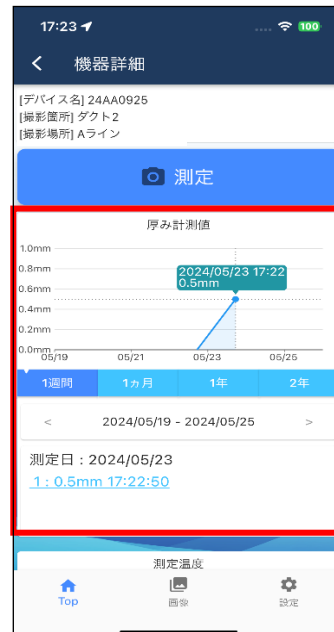 17:23
100
機器詳細
[デバイス名] 24AA0925
[撮影箇所] ダクト2
[撮影場所] Aライン
測定
厚み計測値
1.0mm
0.8mm
0.6mm
0.4mm
0.2mm
0.0mm
2024/05/23 17:22
0.5mm
05/19 05/21 05/23 05/25
1週間 1ヵ月 1年 2年
< 2024/05/19 - 2024/05/25 >
測定日：2024/05/23
1：0.5mm 17:22:50
測定温度
Top 画像 設定